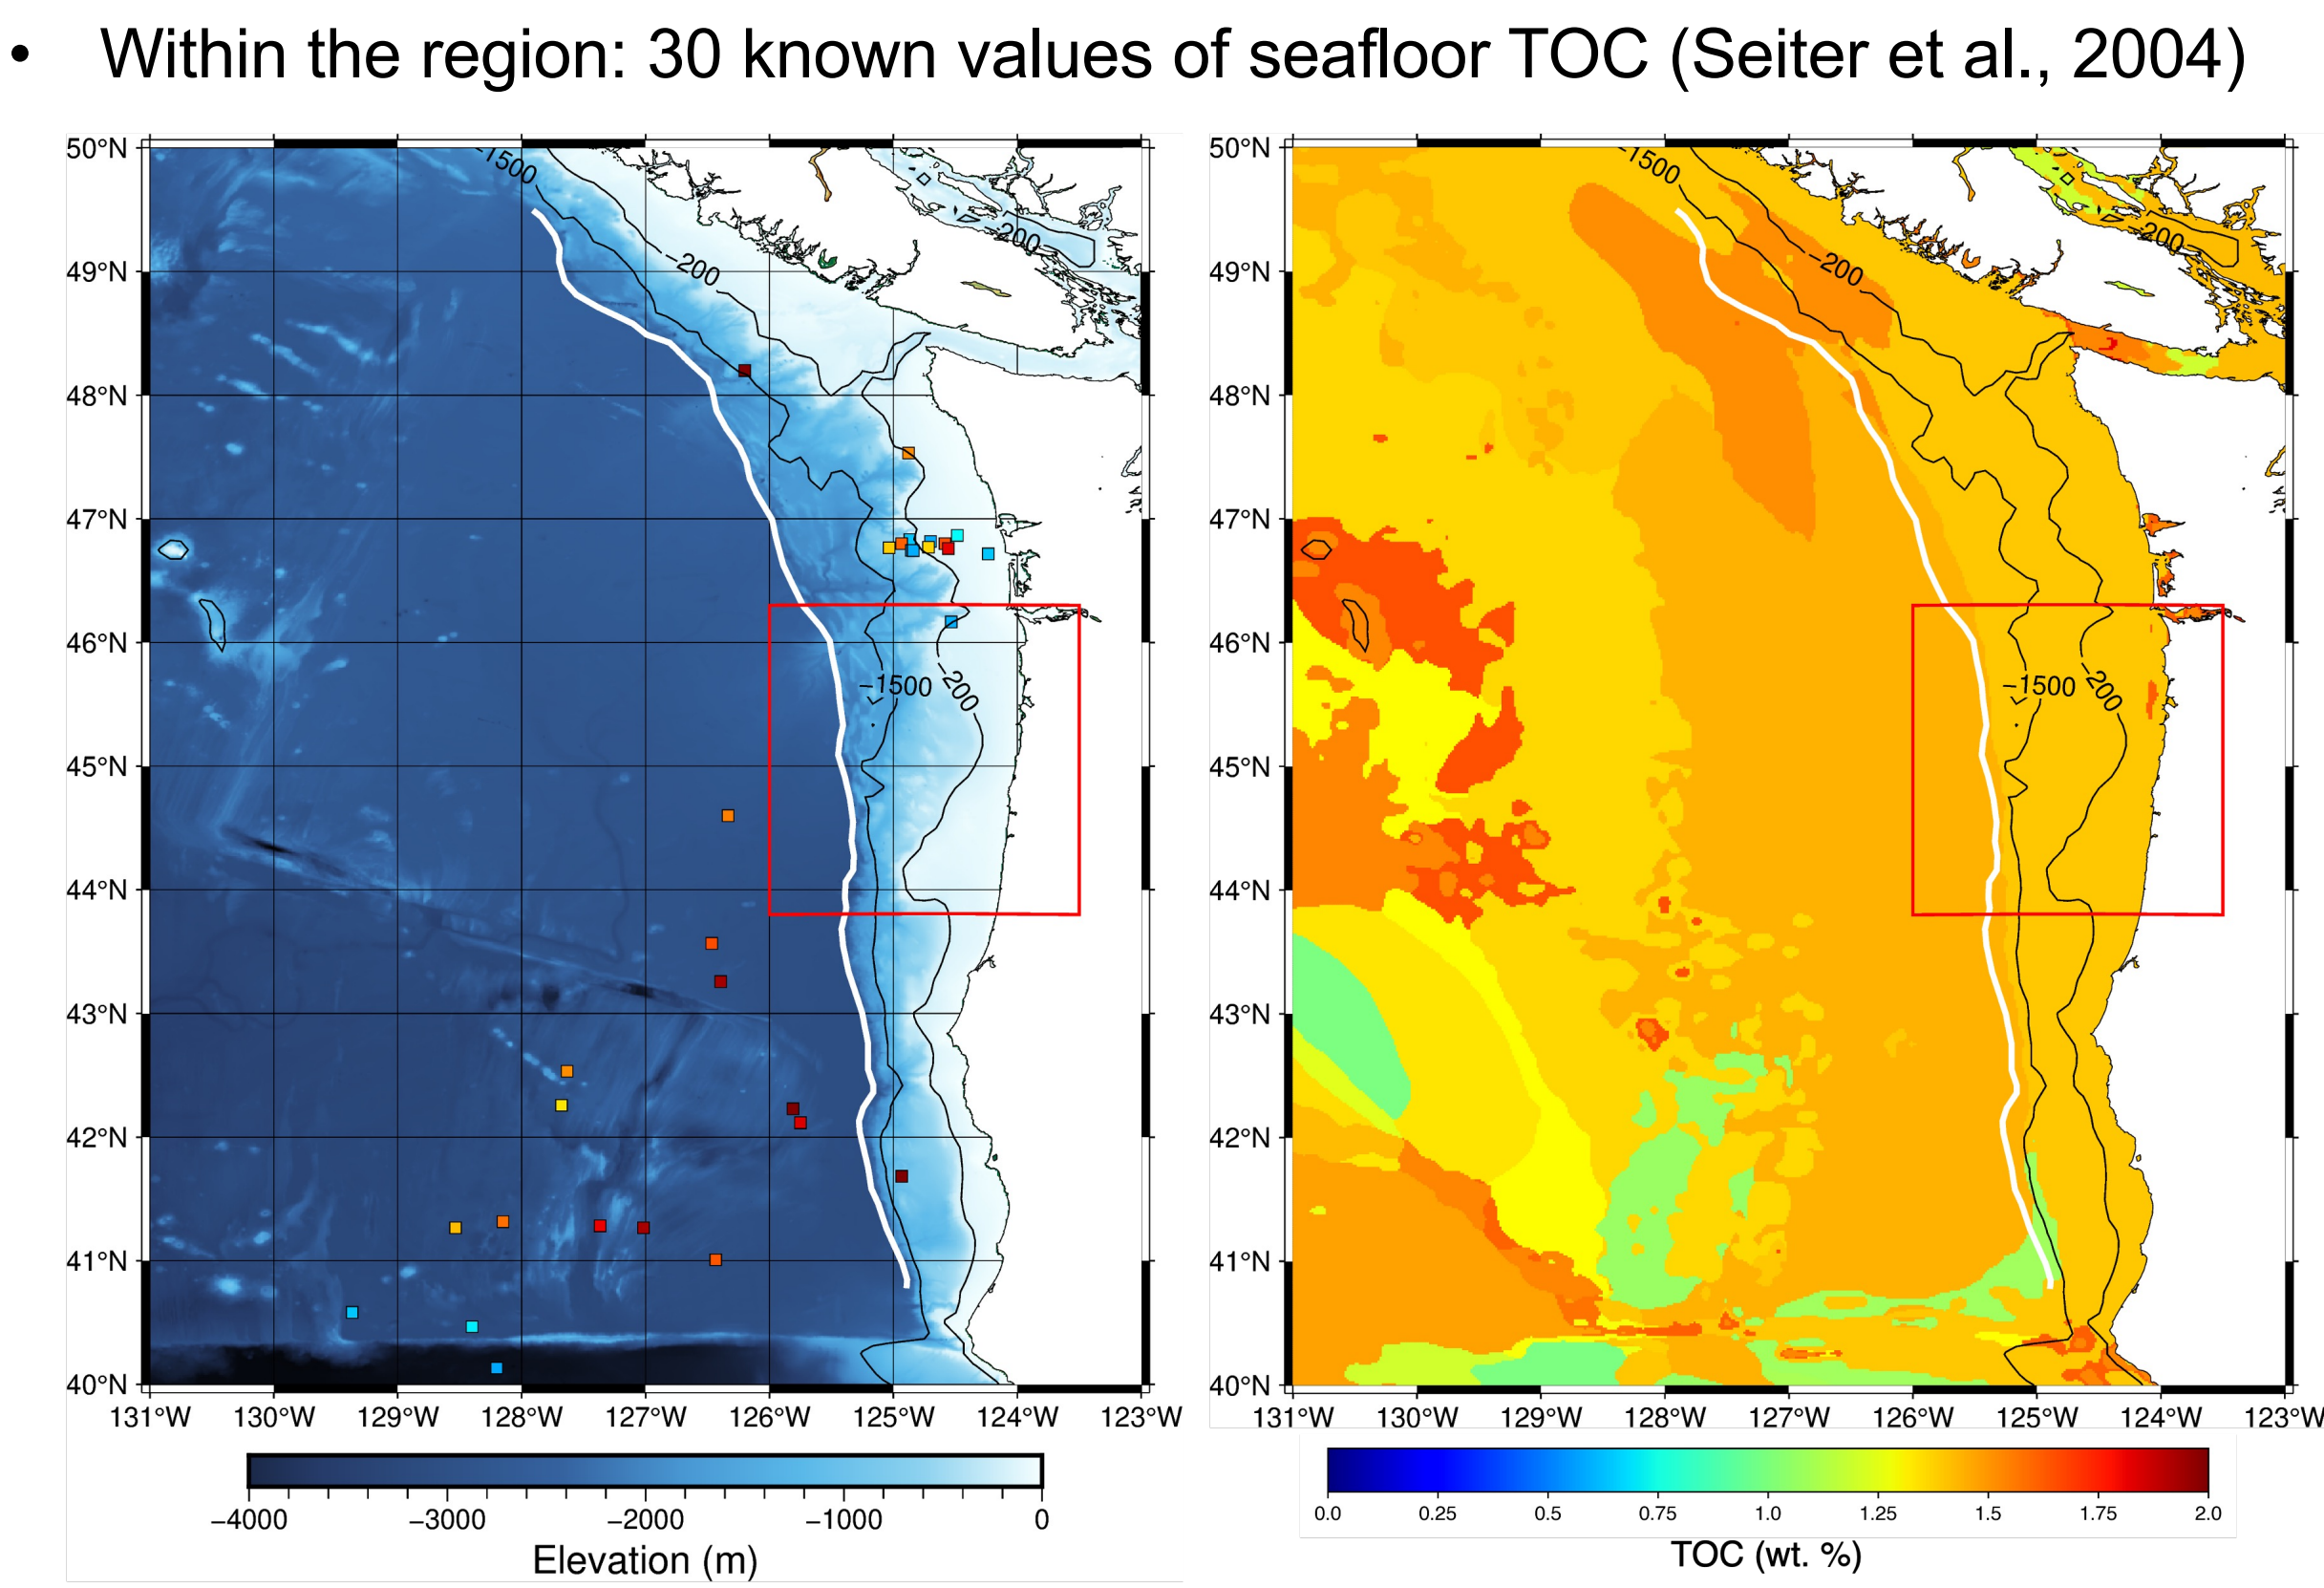 • Within the region: 30 known values of seafloor TOC (Seiter et al., 2004)
50°N
49°N
48°N
47°N
46°N
45°N
44°N
43°N
42°N
41°N
40°N
131°W 130°W 129°W 128°W 127°W 126°W 125°W 124°W 123°W
−1500
−200
−200
−1500
−200
−4000 −3000 −2000 −1000 0
Elevation (m)
50°N
49°N
48°N
47°N
46°N
45°N
44°N
43°N
42°N
41°N
40°N
131°W 130°W 129°W 128°W 127°W 126°W 125°W 124°W 123°W
−1500
−200
−200
−1500
−200
0.0 0.25 0.5 0.75 1.0 1.25 1.5 1.75 2.0
TOC (wt. %)